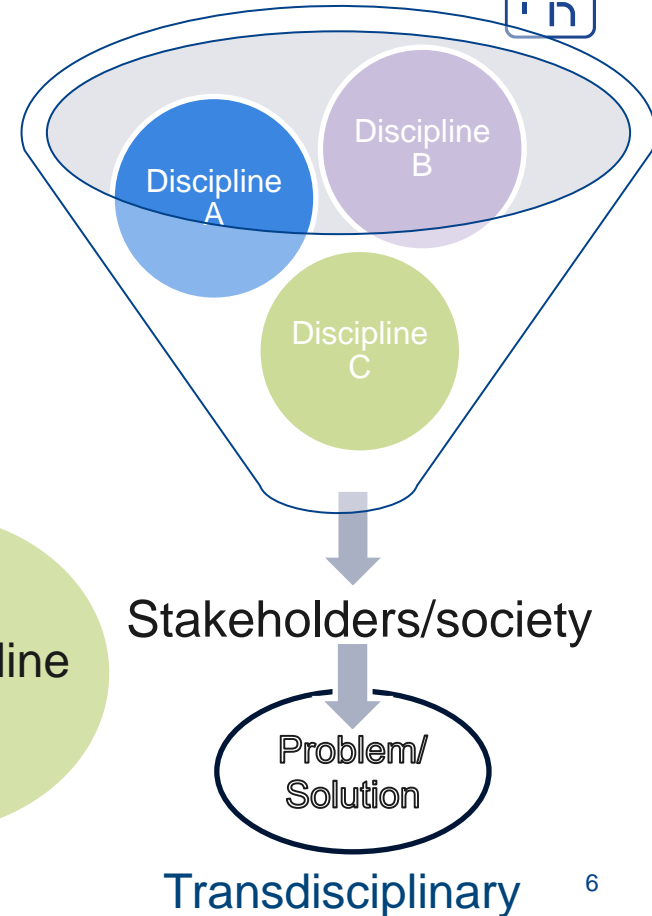 Discipline
B
Discipline
A
Discipline
C
Stakeholders/society
line
Problem/
Solution
Transdisciplinary
6